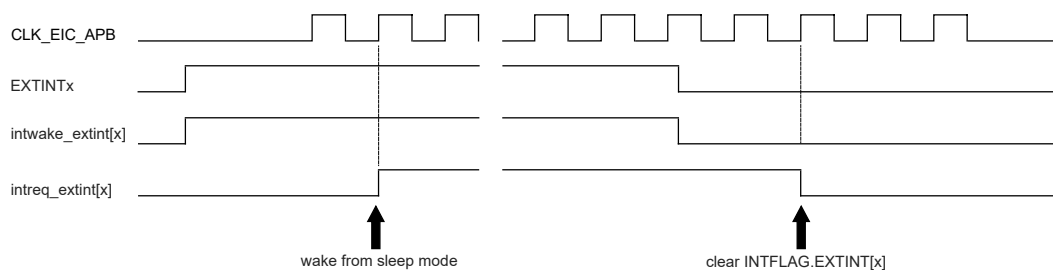 CLK_EIC_APB
EXTINTx
intwake_extint[x]
intreq_extint[x]
wake from sleep mode
clear INTFLAG.EXTINT[x]